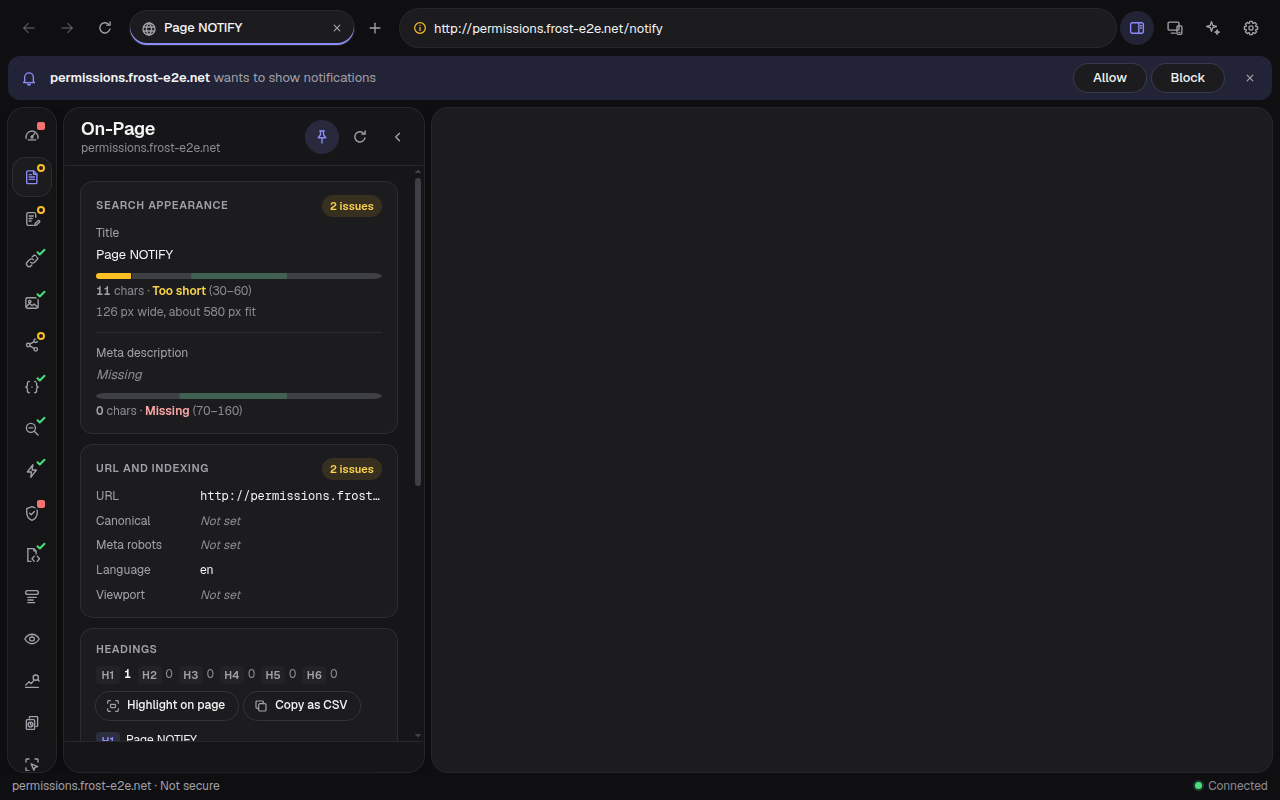 Page NOTIFY
http://permissions.frost-e2e.net/notify
permissions.frost-e2e.net wants to show notifications
Allow
Block
On-Page
permissions.frost-e2e.net
SEARCH APPEARANCE
2 issues
Title
Page NOTIFY
11 chars · Too short (30–60)
126 px wide, about 580 px fit
Meta description
Missing
0 chars · Missing (70–160)
URL AND INDEXING
2 issues
URL http://permissions.frost…
Canonical Not set
Meta robots Not set
Language en
Viewport Not set
HEADINGS
H1 1 H2 0 H3 0 H4 0 H5 0 H6 0
Highlight on page
Copy as CSV
H1 Page NOTIFY
permissions.frost-e2e.net · Not secure
Connected